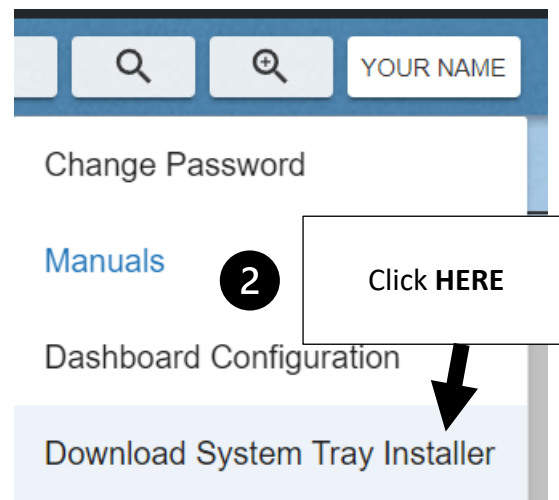 YOUR NAME
Change Password
Manuals
2
Click HERE
Dashboard Configuration
Download System Tray Installer